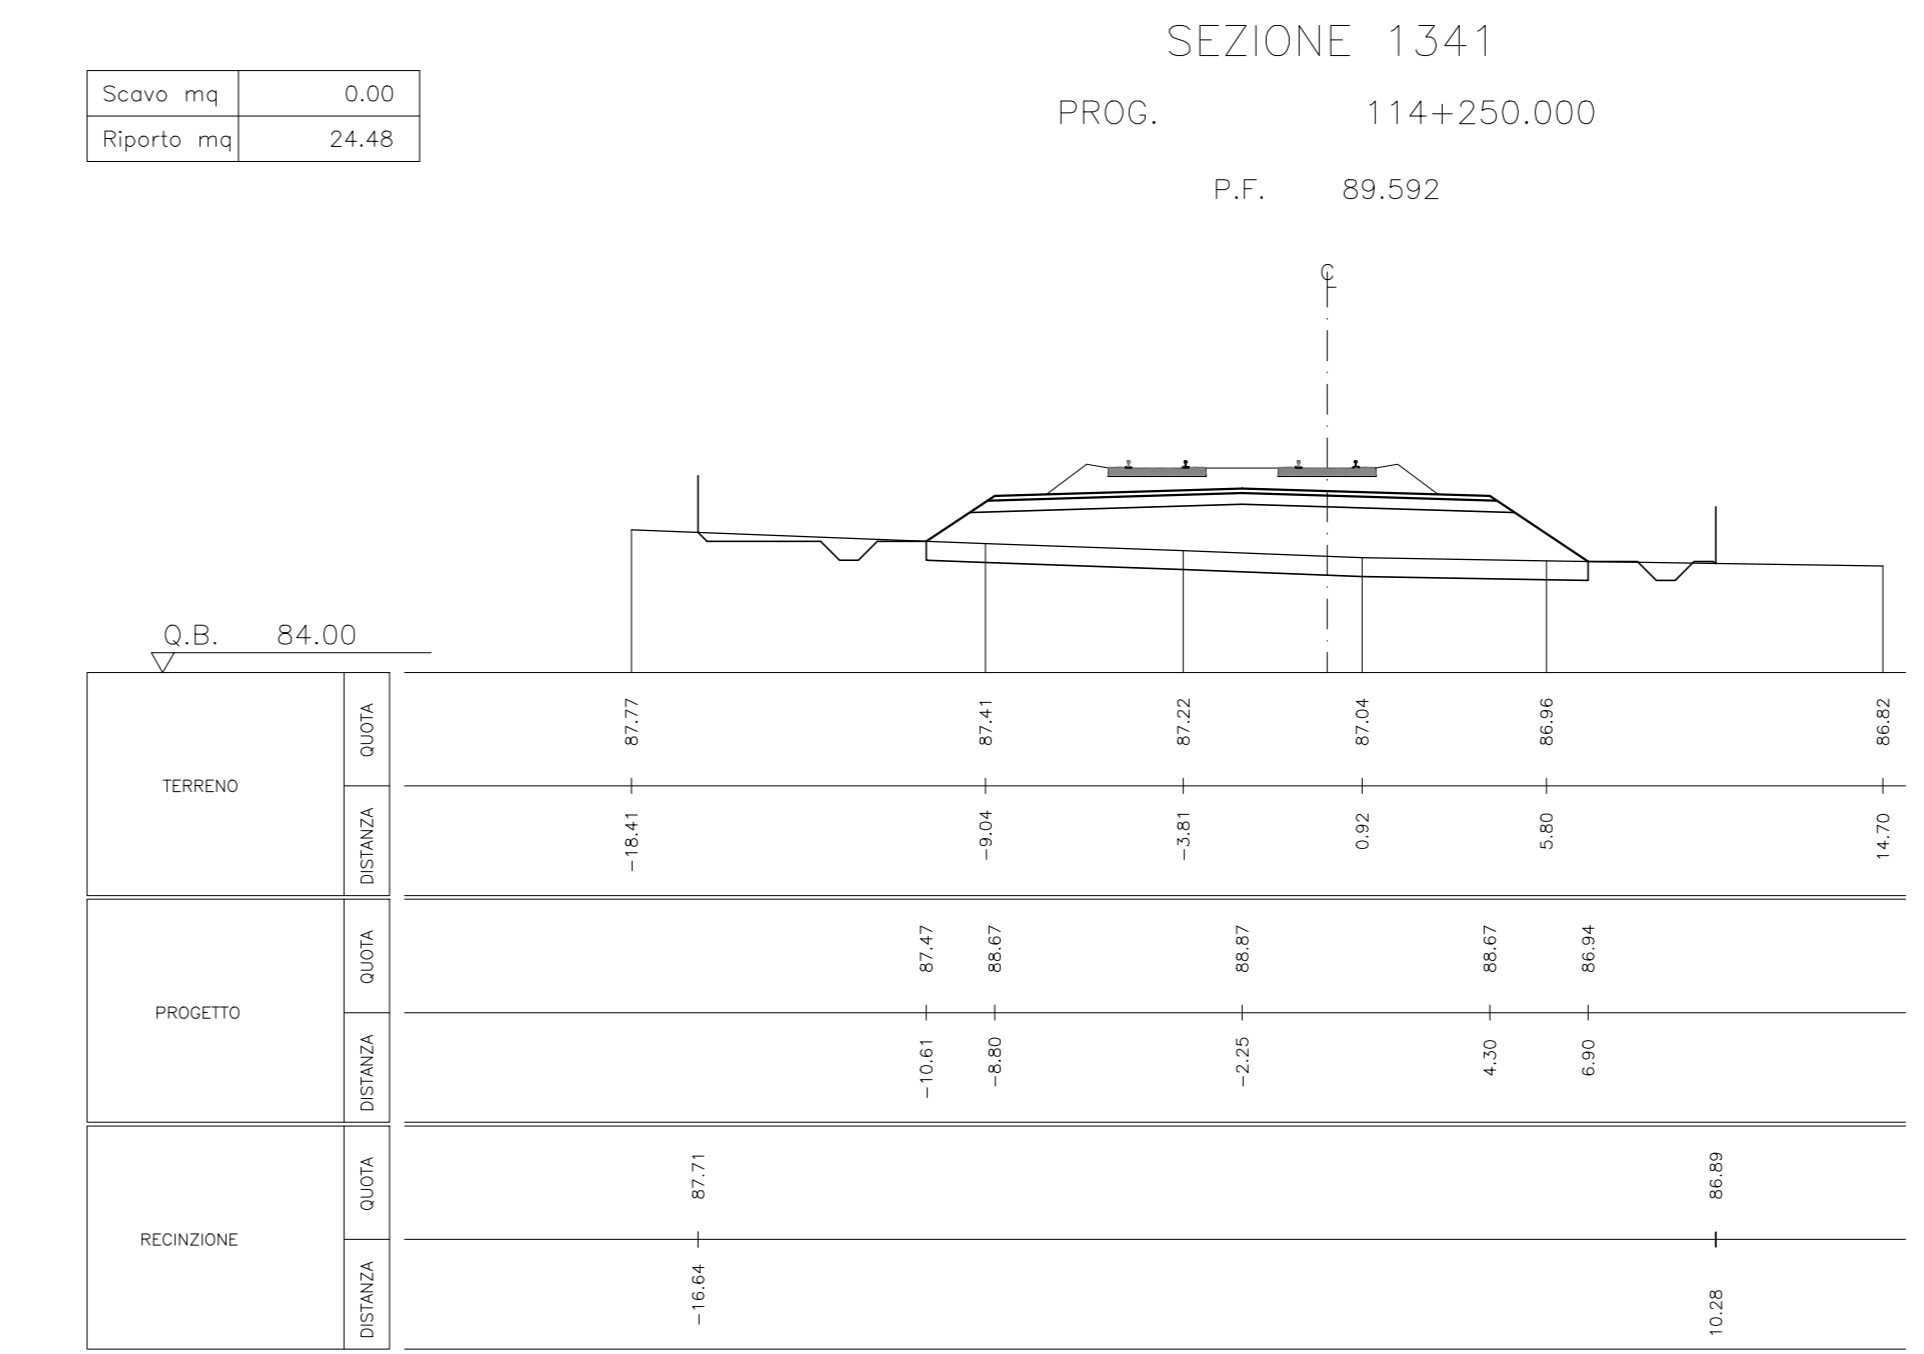 SEZIONE 1341
Scavo mq 0.00
PROG. 114+250.000
Riporto mq 24.48
P.F. 89.592
℄
Q.B. 84.00
TERRENO
QUOTA
87.77 87.41 87.22 87.04 86.96 86.82
DISTANZA
-18.41 -9.04 -3.81 0.92 5.80 14.70
PROGETTO
QUOTA
87.47 88.67 88.87 88.67 86.94
DISTANZA
-10.61 -8.80 -2.25 4.30 6.90
RECINZIONE
QUOTA
87.71 86.89
DISTANZA
-16.64 10.28